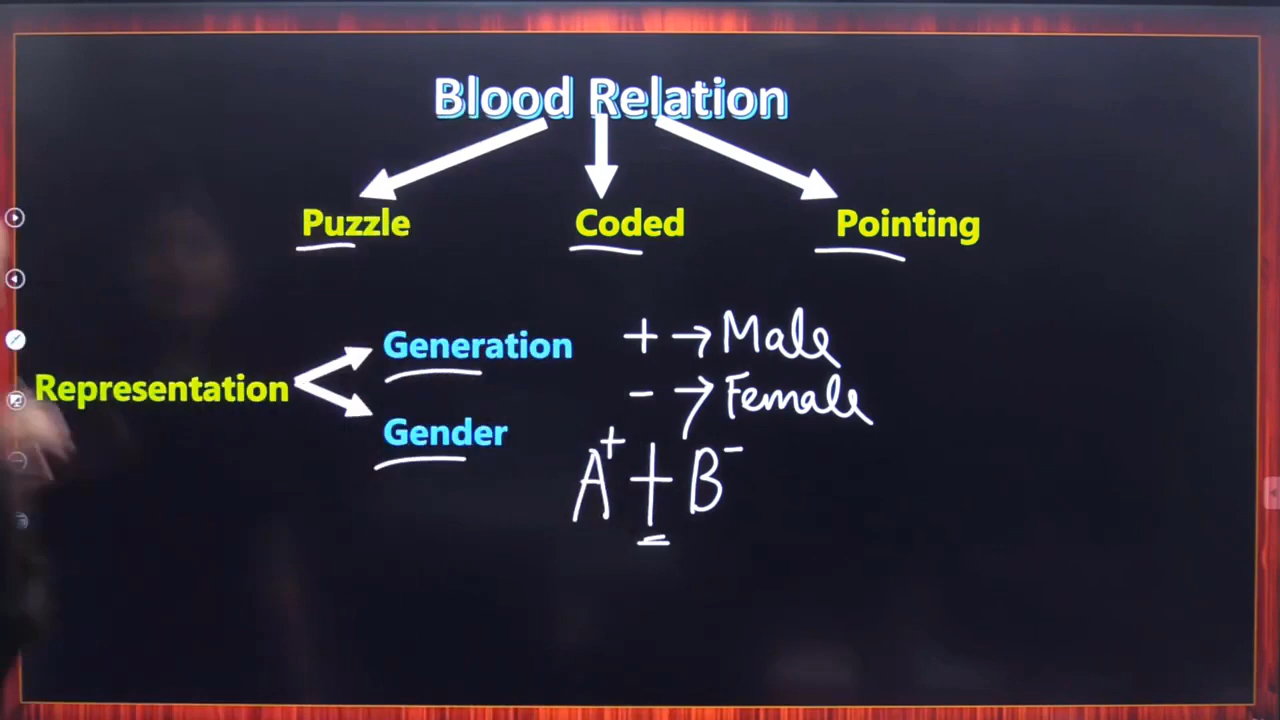 Blood Relation
Puzzle Coded Pointing
Generation + → Male
Representation
- → Female
Gender
A⁺ + B⁻